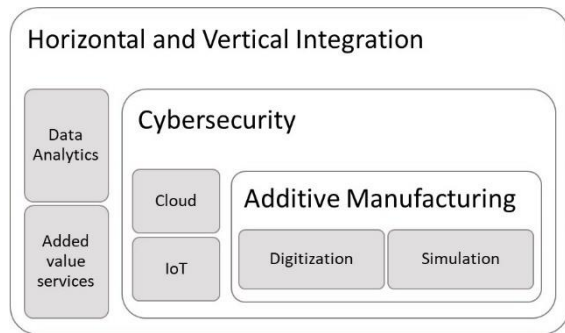 Horizontal and Vertical Integration
Data
Analytics
Added
value
services
Cybersecurity
Cloud
IoT
Additive Manufacturing
Digitization
Simulation